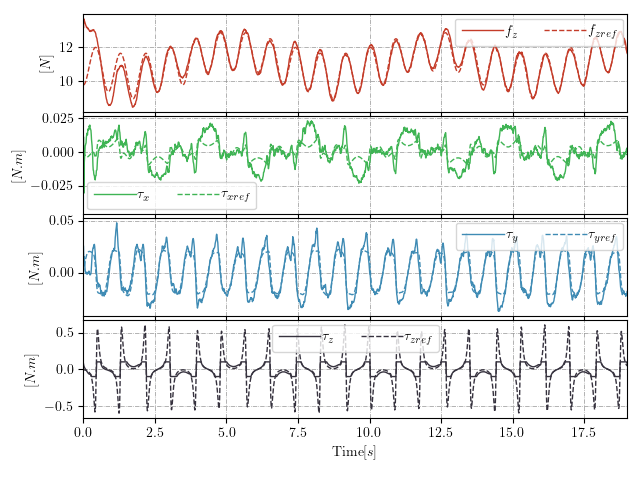 f_z f_zref
[N]
12
10
0.025
0.000
−0.025
[N.m]
τ_x τ_xref
0.05
0.00
[N.m]
τ_y τ_yref
0.5
0.0
−0.5
[N.m]
τ_z τ_zref
0.0 2.5 5.0 7.5 10.0 12.5 15.0 17.5
Time[s]